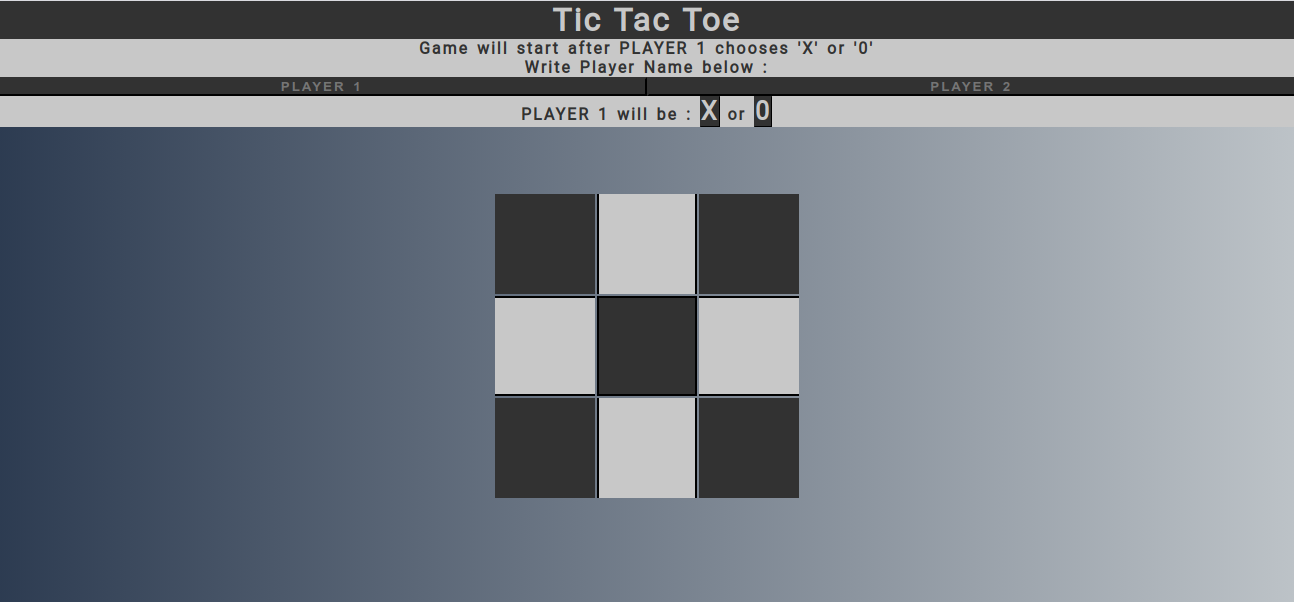 Tic Tac Toe
Game will start after PLAYER 1 chooses 'X' or '0'
Write Player Name below :
PLAYER 1 PLAYER 2
PLAYER 1 will be : X or 0